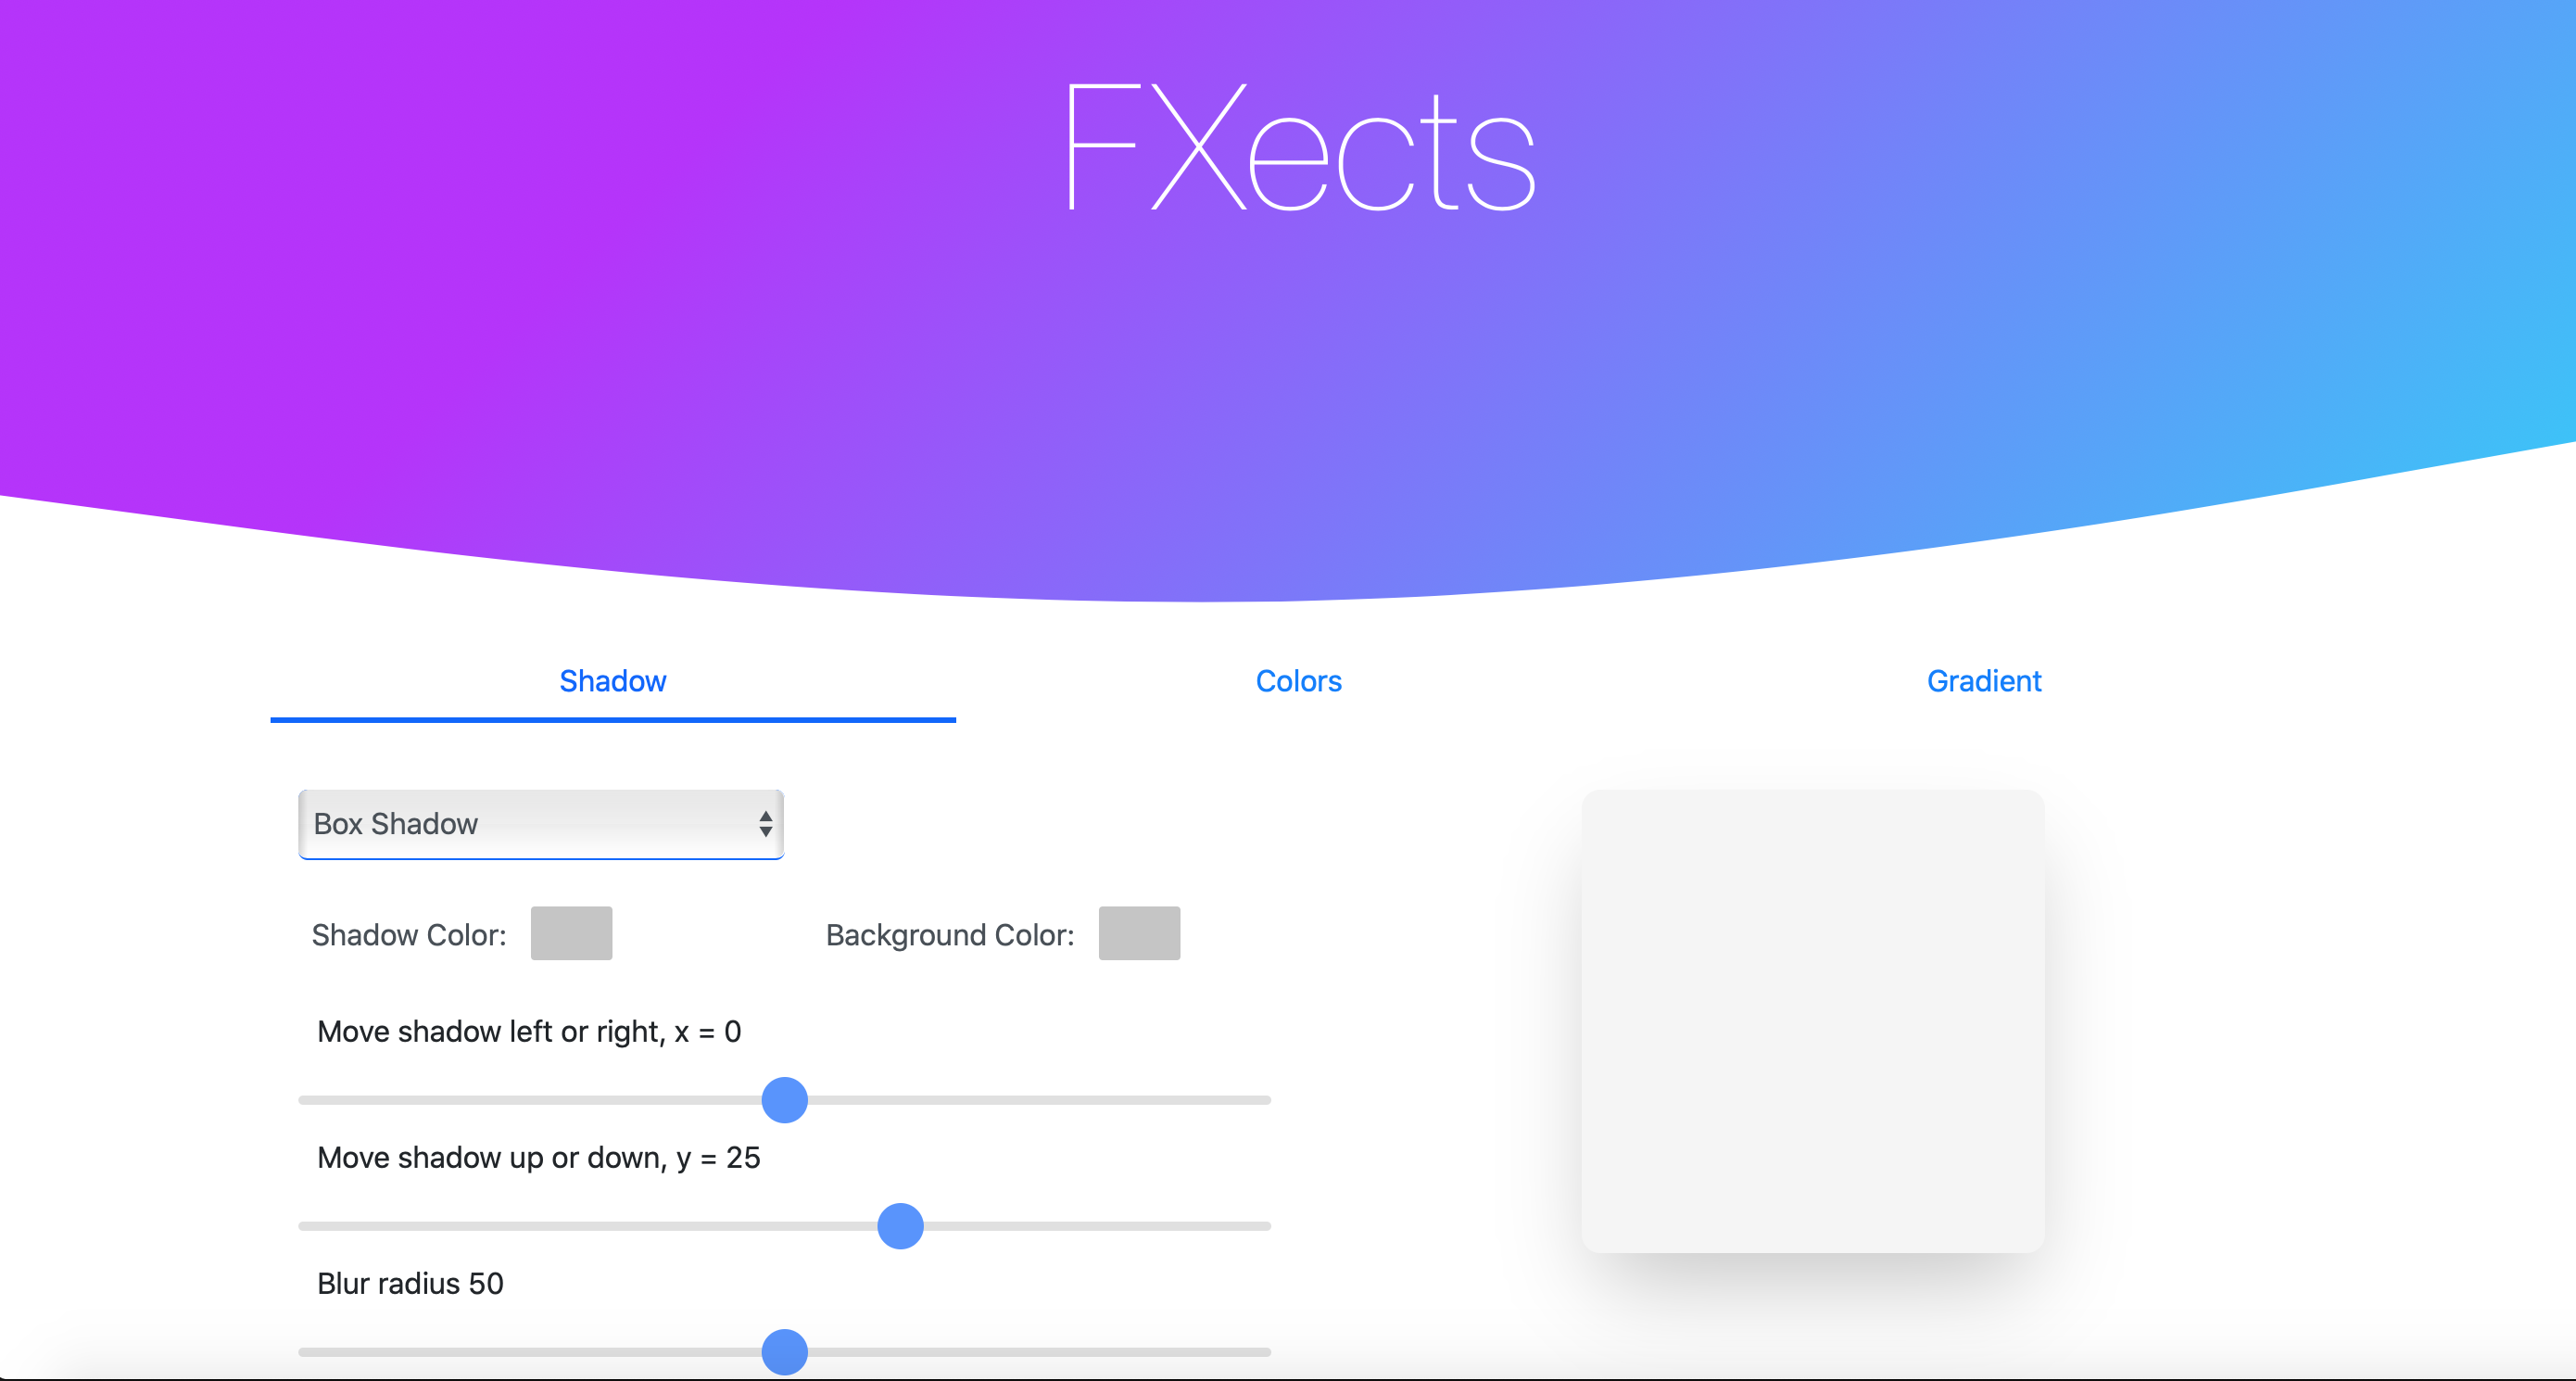 FXects
Shadow Colors Gradient
Box Shadow
Shadow Color: Background Color:
Move shadow left or right, x = 0
Move shadow up or down, y = 25
Blur radius 50